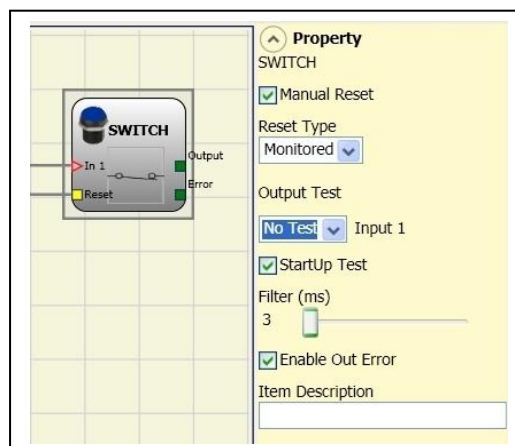 SWITCH
In 1
Reset
Output
Error
Property
SWITCH
Manual Reset
Reset Type
Monitored
Output Test
No Test Input 1
StartUp Test
Filter (ms)
3
Enable Out Error
Item Description